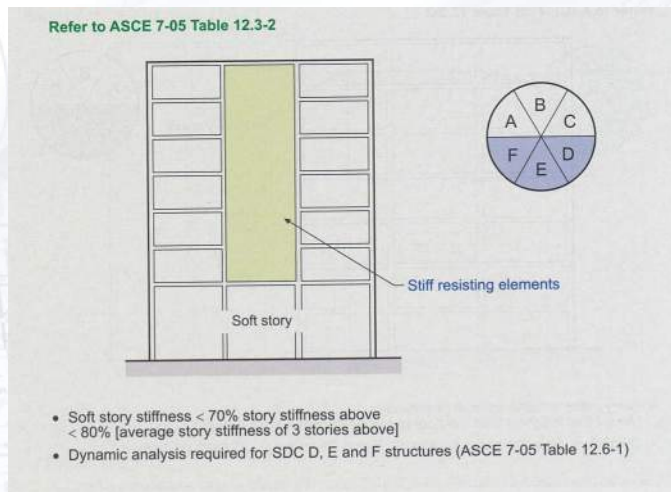 Refer to ASCE 7-05 Table 12.3-2
B
A
C
F
D
E
Stiff resisting elements
Soft story
• Soft story stiffness < 70% story stiffness above
< 80% [average story stiffness of 3 stories above]
• Dynamic analysis required for SDC D, E and F structures (ASCE 7-05 Table 12.6-1)